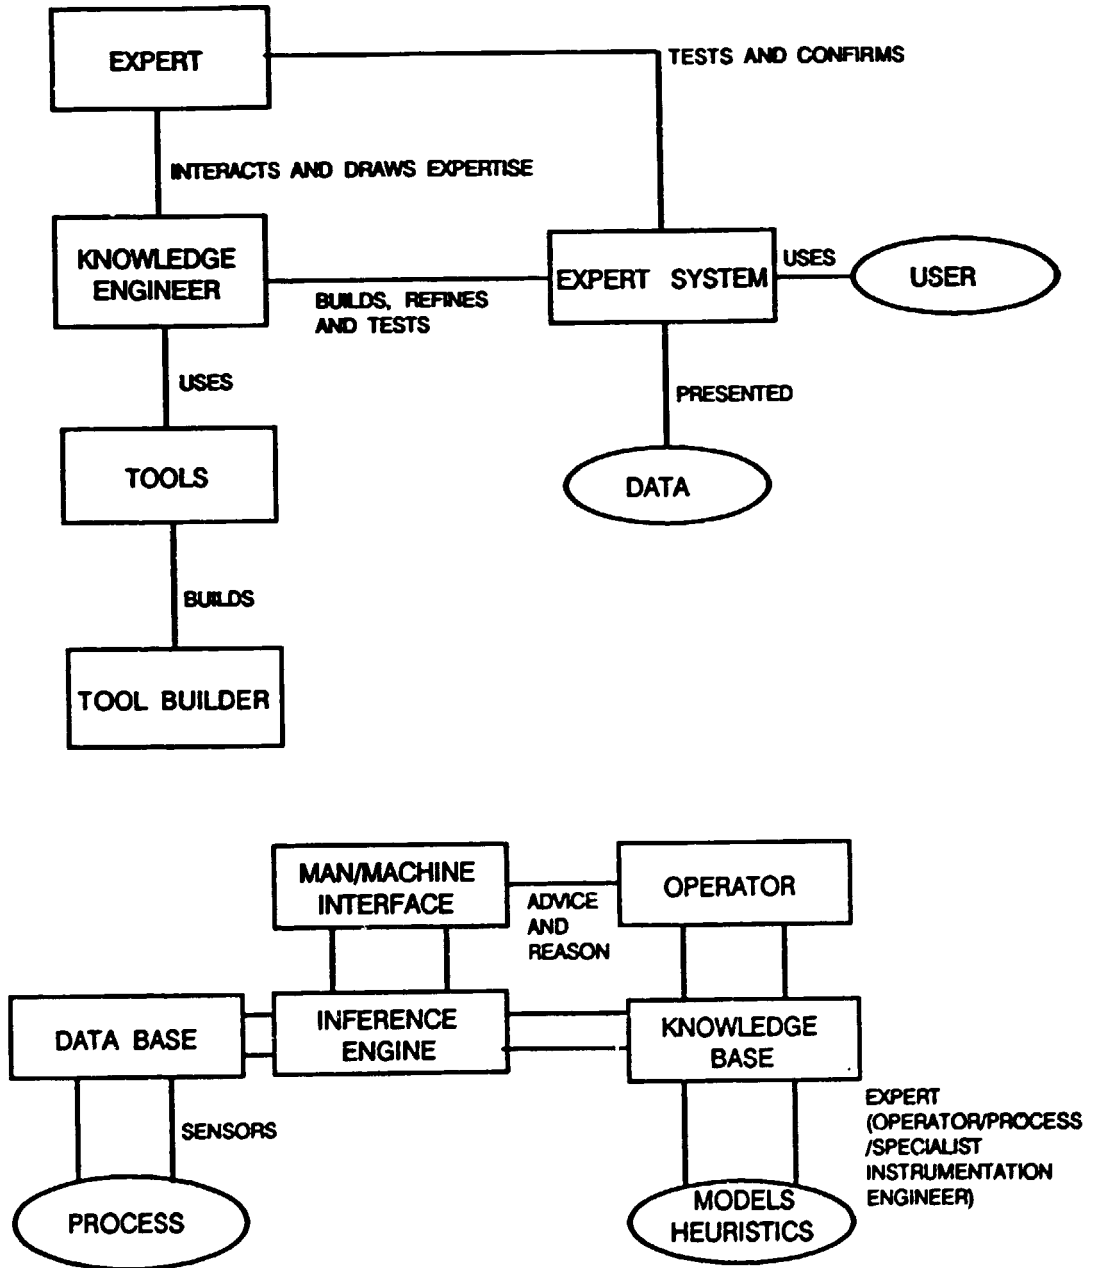 EXPERT
TESTS AND CONFIRMS
INTERACTS AND DRAWS EXPERTISE
KNOWLEDGE
ENGINEER
BUILDS, REFINES
AND TESTS
EXPERT SYSTEM
USES
USER
USES
PRESENTED
TOOLS
DATA
BUILDS
TOOL BUILDER
MAN/MACHINE
INTERFACE
ADVICE
AND
REASON
OPERATOR
DATA BASE
INFERENCE
ENGINE
KNOWLEDGE
BASE
SENSORS
EXPERT
(OPERATOR/PROCESS
/SPECIALIST
INSTRUMENTATION
ENGINEER)
PROCESS
MODELS
HEURISTICS